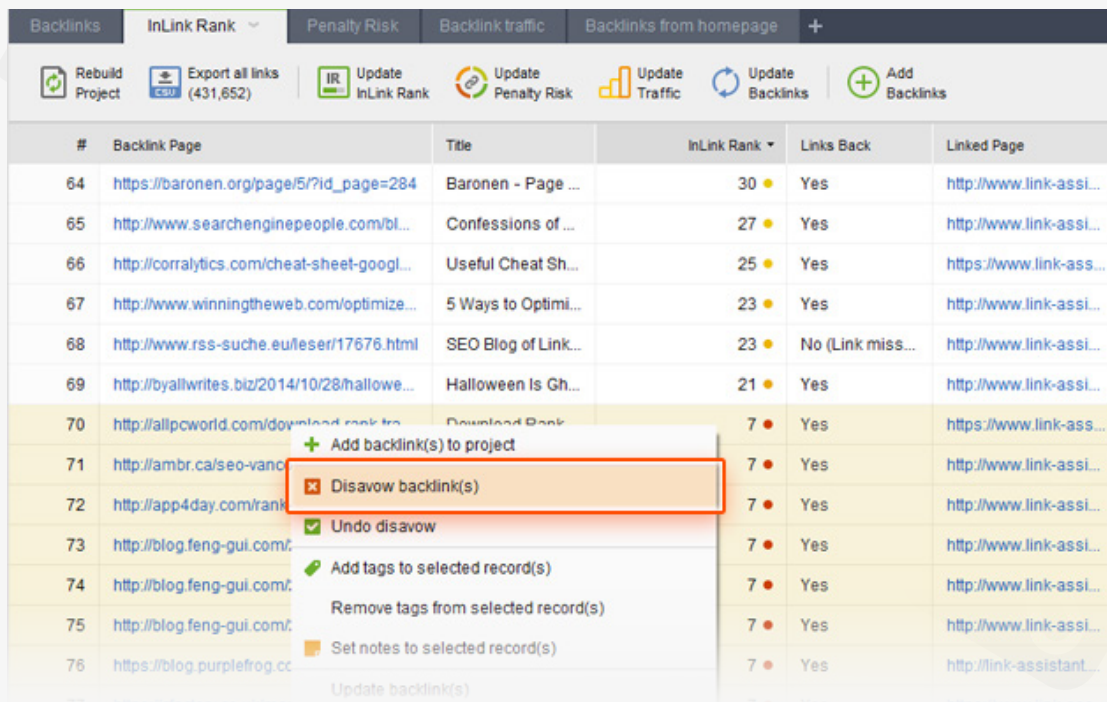 Backlinks InLink Rank Penalty Risk Backlink traffic Backlinks from homepage +
Rebuild Project
CSV Export all links (431,652)
IR Update InLink Rank
Update Penalty Risk
Update Traffic
Update Backlinks
Add Backlinks
# Backlink Page Title InLink Rank Links Back Linked Page
64 https://baronen.org/page/5/?id_page=284 Baronen - Page ... 30 Yes http://www.link-assi...
65 http://www.searchenginepeople.com/bl... Confessions of ... 27 Yes http://www.link-assi...
66 http://corralytics.com/cheat-sheet-googl... Useful Cheat Sh... 25 Yes https://www.link-ass...
67 http://www.winningtheweb.com/optimize... 5 Ways to Optimi... 23 Yes http://www.link-assi...
68 http://www.rss-suche.eu/leser/17676.html SEO Blog of Link... 23 No (Link miss... http://www.link-assi...
69 http://byallwrites.biz/2014/10/28/hallowe... Halloween Is Gh... 21 Yes http://www.link-assi...
70 http://allpcworld.com/download-rank-tra... Download Rank 7 Yes https://www.link-ass...
71 http://ambr.ca/seo-vanc 7 Yes http://www.link-assi...
72 http://app4day.com/rank 7 Yes http://www.link-assi...
73 http://blog.feng-gui.com/ 7 Yes http://www.link-assi...
74 http://blog.feng-gui.com/ 7 Yes http://www.link-assi...
75 http://blog.feng-gui.com/ 7 Yes http://www.link-assi...
76 https://blog.purplefrog.cc 7 Yes http://link-assistant....
Add backlink(s) to project
Disavow backlink(s)
Undo disavow
Add tags to selected record(s)
Remove tags from selected record(s)
Set notes to selected record(s)
Update backlink(s)